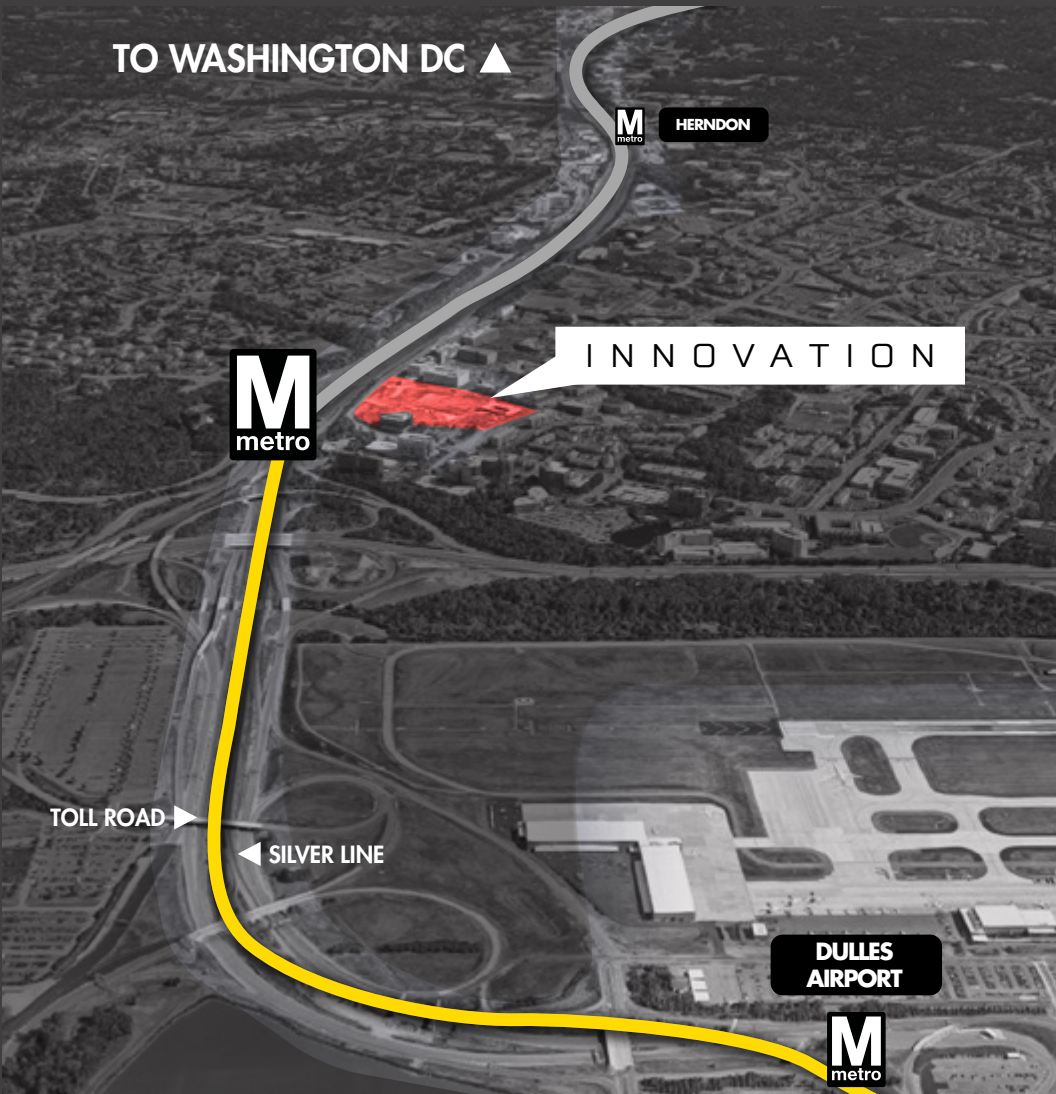 TO WASHINGTON DC
M
metro
HERNDON
INNOVATION
M
metro
TOLL ROAD
SILVER LINE
DULLES
AIRPORT
M
metro